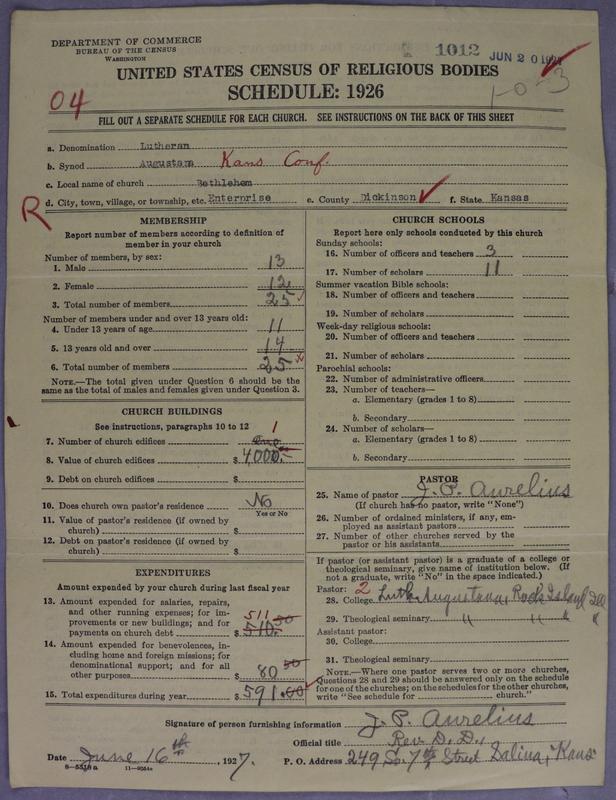 DEPARTMENT OF COMMERCE
BUREAU OF THE CENSUS
WASHINGTON
1012
JUN 20 192
UNITED STATES CENSUS OF RELIGIOUS BODIES
SCHEDULE: 1926
04
1-0-3
FILL OUT A SEPARATE SCHEDULE FOR EACH CHURCH. SEE INSTRUCTIONS ON THE BACK OF THIS SHEET
a. Denomination Lutheran
b. Synod Augustana Kans Conf.
c. Local name of church Bethlehem
R d. City, town, village, or township, etc. Enterprise e. County Dickinson f. State Kansas
MEMBERSHIP
Report number of members according to definition of member in your church
Number of members, by sex:
1. Male 13
2. Female 12
3. Total number of members 25
Number of members under and over 13 years old:
4. Under 13 years of age 11
5. 13 years old and over 14
6. Total number of members 25
NOTE.—The total given under Question 6 should be the
same as the total of males and females given under Question 3.
CHURCH BUILDINGS
See instructions, paragraphs 10 to 12 1
7. Number of church edifices One
8. Value of church edifices $ 4,000.-
9. Debt on church edifices $
10. Does church own pastor's residence No
Yes or No
11. Value of pastor's residence (if owned by
church) $
12. Debt on pastor's residence (if owned by
church) $
EXPENDITURES
Amount expended by your church during last fiscal year
13. Amount expended for salaries, repairs,
and other running expenses; for im-
provements or new buildings; and for 511 50
payments on church debt $ 510.-
14. Amount expended for benevolences, in-
cluding home and foreign missions; for
denominational support; and for all
other purposes $ 80 50
15. Total expenditures during year $ 591.00
CHURCH SCHOOLS
Report here only schools conducted by this church
Sunday schools:
16. Number of officers and teachers 3
17. Number of scholars 11
Summer vacation Bible schools:
18. Number of officers and teachers
19. Number of scholars
Week-day religious schools:
20. Number of officers and teachers
21. Number of scholars
Parochial schools:
22. Number of administrative officers
23. Number of teachers—
a. Elementary (grades 1 to 8)
b. Secondary
24. Number of scholars—
a. Elementary (grades 1 to 8)
b. Secondary
PASTOR
25. Name of pastor J. P. Aurelius
(If church has no pastor, write "None")
26. Number of ordained ministers, if any, em-
ployed as assistant pastors
27. Number of other churches served by the
pastor or his assistants
If pastor (or assistant pastor) is a graduate of a college or
theological seminary, give name of institution below. (If
not a graduate, write "No" in the space indicated.)
Pastor: 2
28. College Luth. Augustana, Rock Island Ill
29. Theological seminary " " "
Assistant pastor:
30. College
31. Theological seminary
NOTE.—Where one pastor serves two or more churches,
Questions 28 and 29 should be answered only on the schedule
for one of the churches; on the schedules for the other churches,
write "See schedule for church."
Signature of person furnishing information J. P. Aurelius
Official title Rev. D.D.,
Date June 16th, 1927. P. O. Address 249 So. 7th Street Salina, Kans
8—5518a 11—9554a